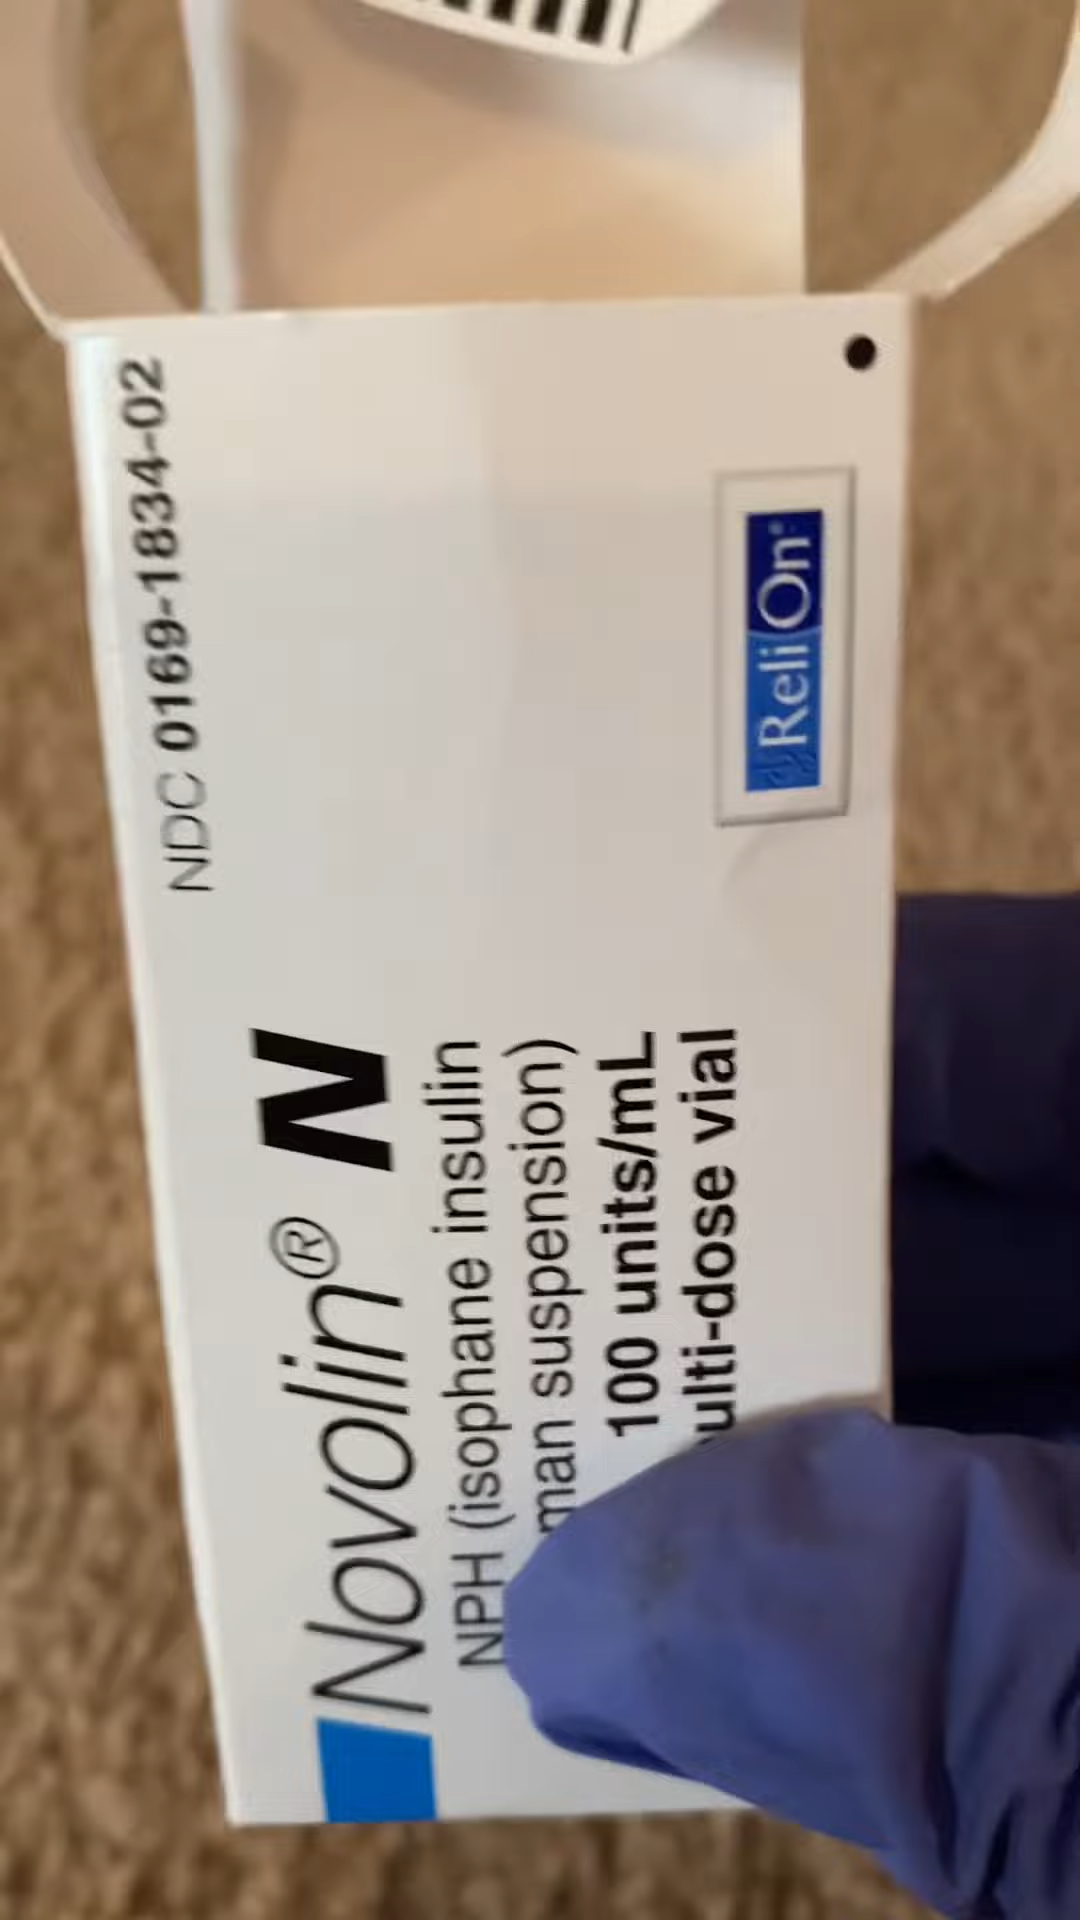 NDC 0169-1834-02
Novolin® N
NPH (isophane insulin
man suspension)
100 units/mL
ulti-dose vial
ReliOn®